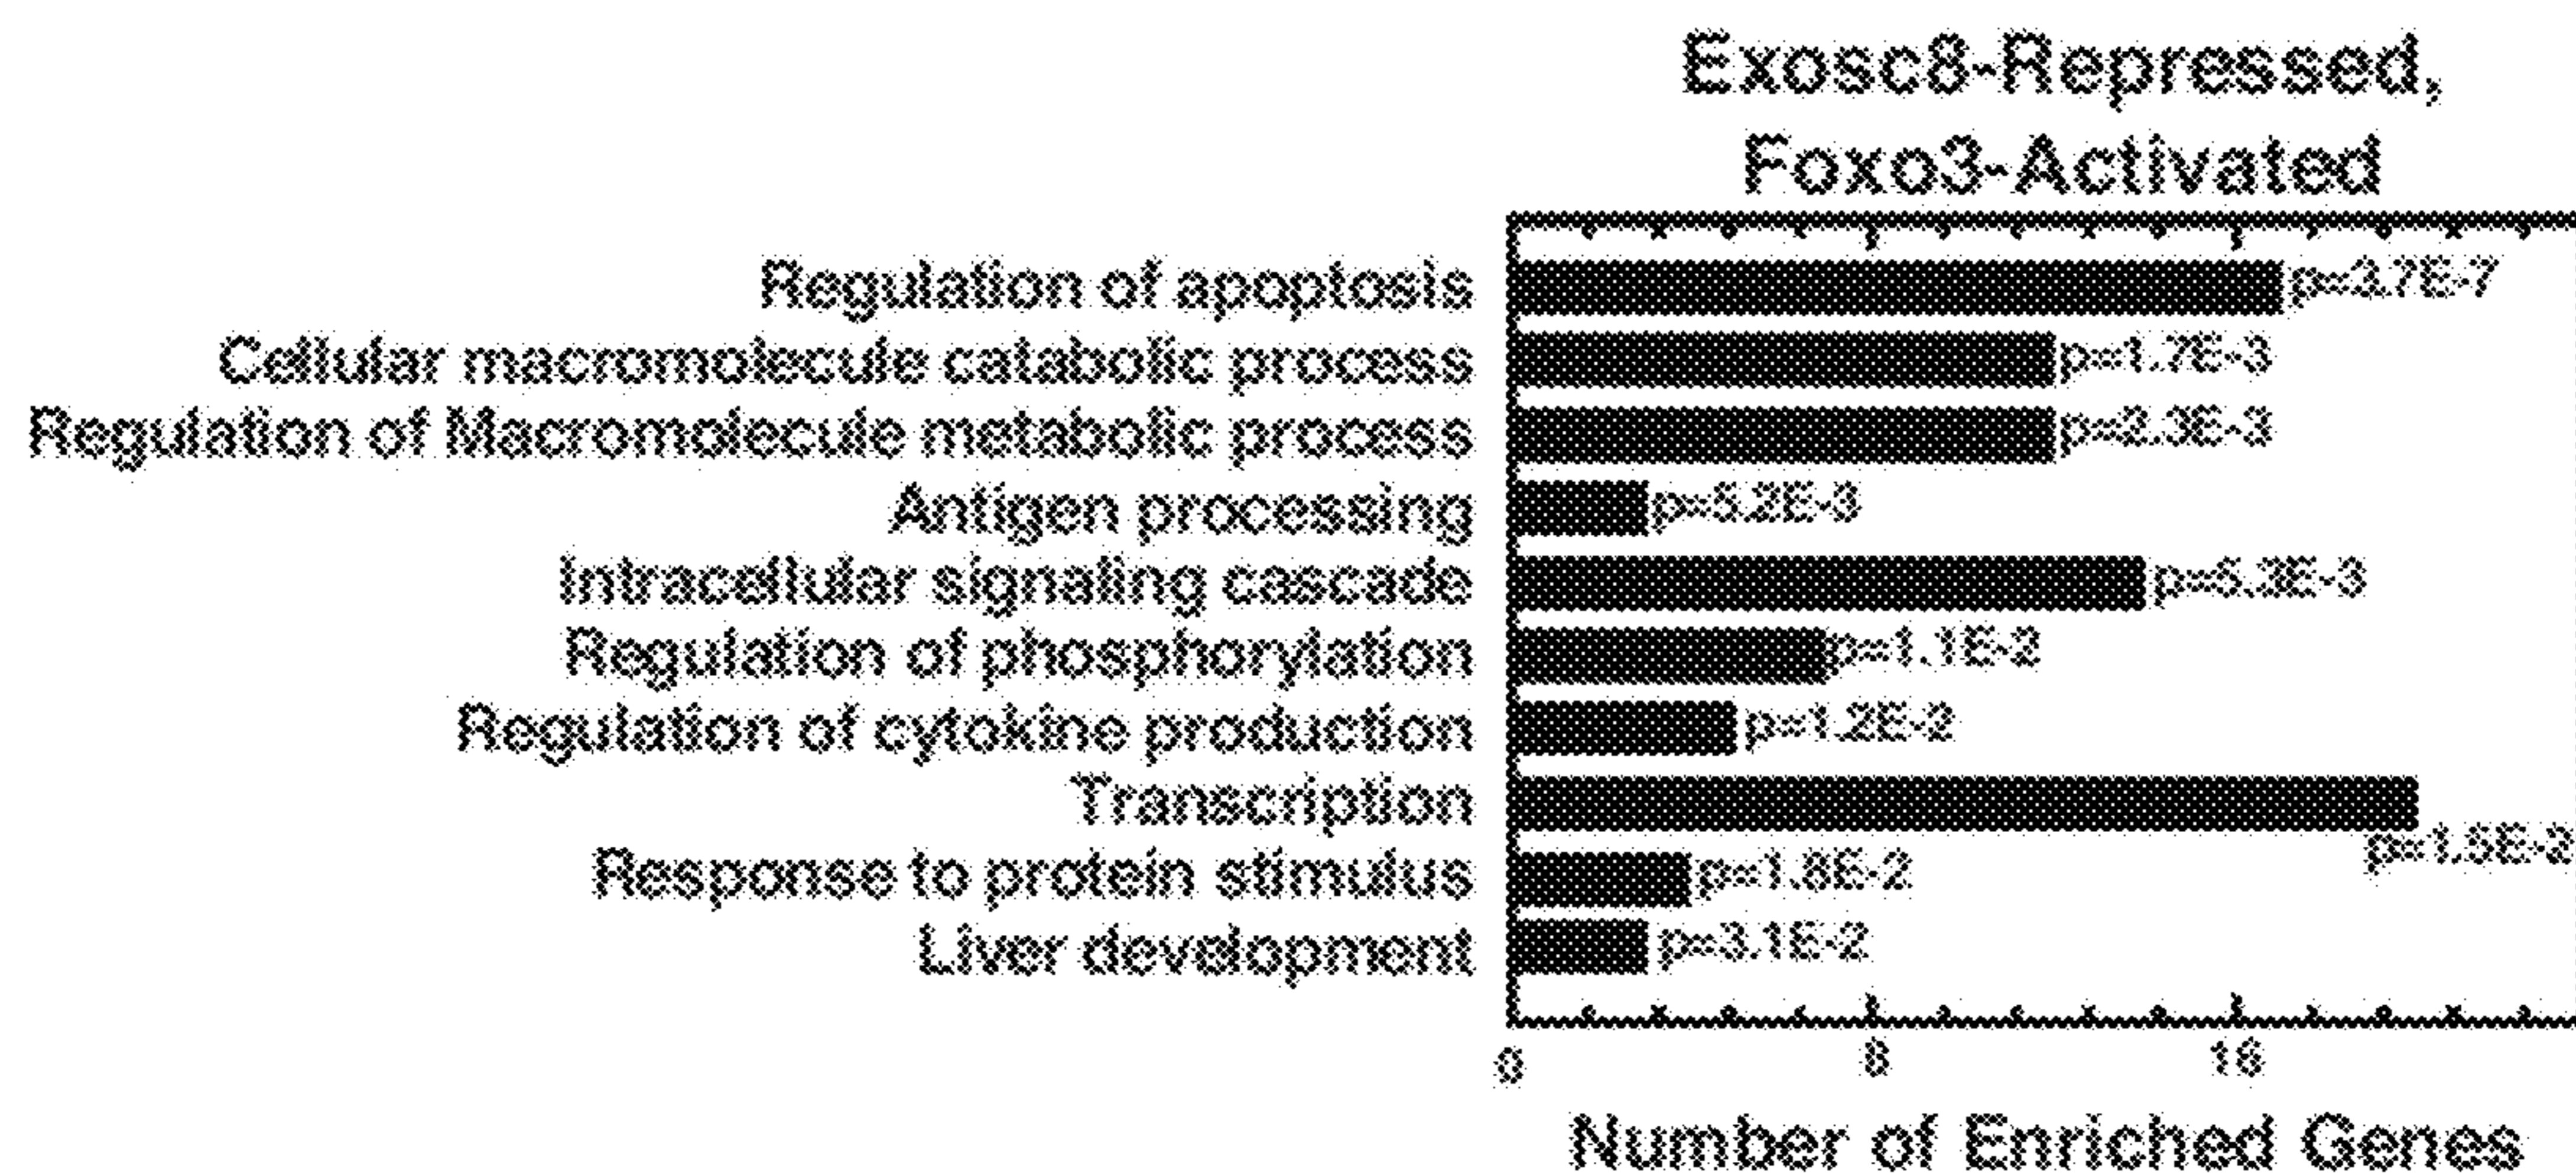 Exosc8-Repressed,
Foxo3-Activated
Regulation of apoptosis
Cellular macromolecule catabolic process p=1.7E-3
Regulation of Macromolecule metabolic process p=2.3E-3
Antigen processing p=5.2E-3
Intracellular signaling cascade p=5.3E-3
Regulation of phosphorylation p=1.1E-2
Regulation of cytokine production p=1.2E-2
Transcription
p=1.5E-2
Response to protein stimulus p=1.8E-2
Liver development p=3.1E-2
0 8 16
Number of Enriched Genes